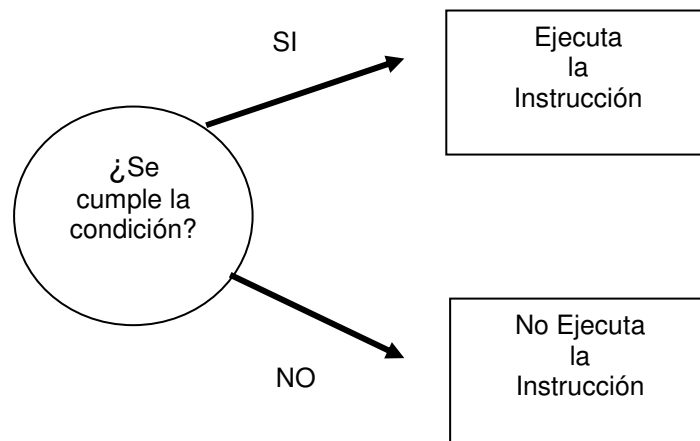 SI
Ejecuta
la
Instrucción
¿Se
cumple la
condición?
NO
No Ejecuta
la
Instrucción